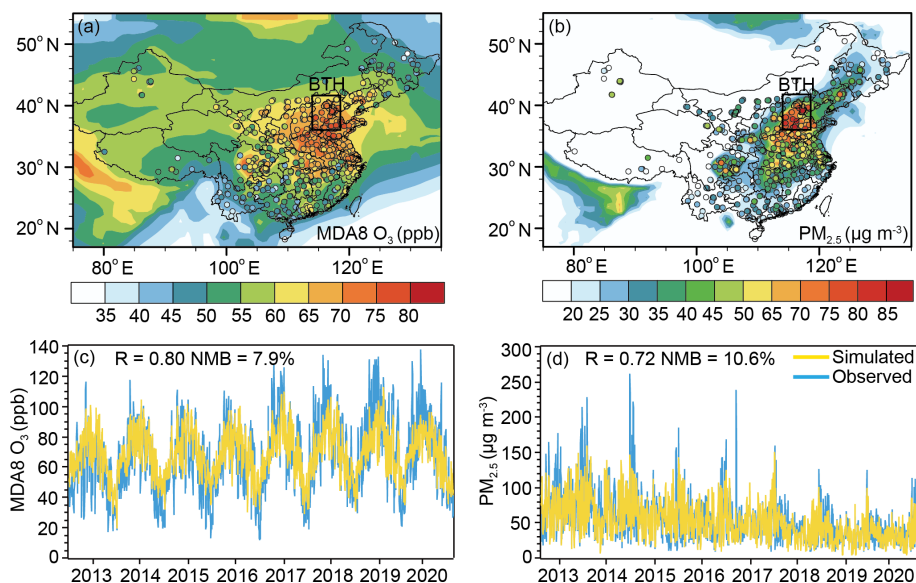 (a)
50° N
40° N
30° N
20° N
BTH
MDA8 O₃ (ppb)
80° E 100° E 120° E
35 40 45 50 55 60 65 70 75 80
(b)
50° N
40° N
30° N
20° N
BTH
PM₂.₅ (μg m⁻³)
80° E 100° E 120° E
20 25 30 35 40 45 50 60 65 70 75 80 85
(c) R = 0.80 NMB = 7.9%
MDA8 O₃ (ppb)
140
120
100
80
60
40
20
0
2013 2014 2015 2016 2017 2018 2019 2020
(d) R = 0.72 NMB = 10.6%
Simulated
Observed
PM₂.₅ (μg m⁻³)
300
250
200
150
100
50
0
2013 2014 2015 2016 2017 2018 2019 2020